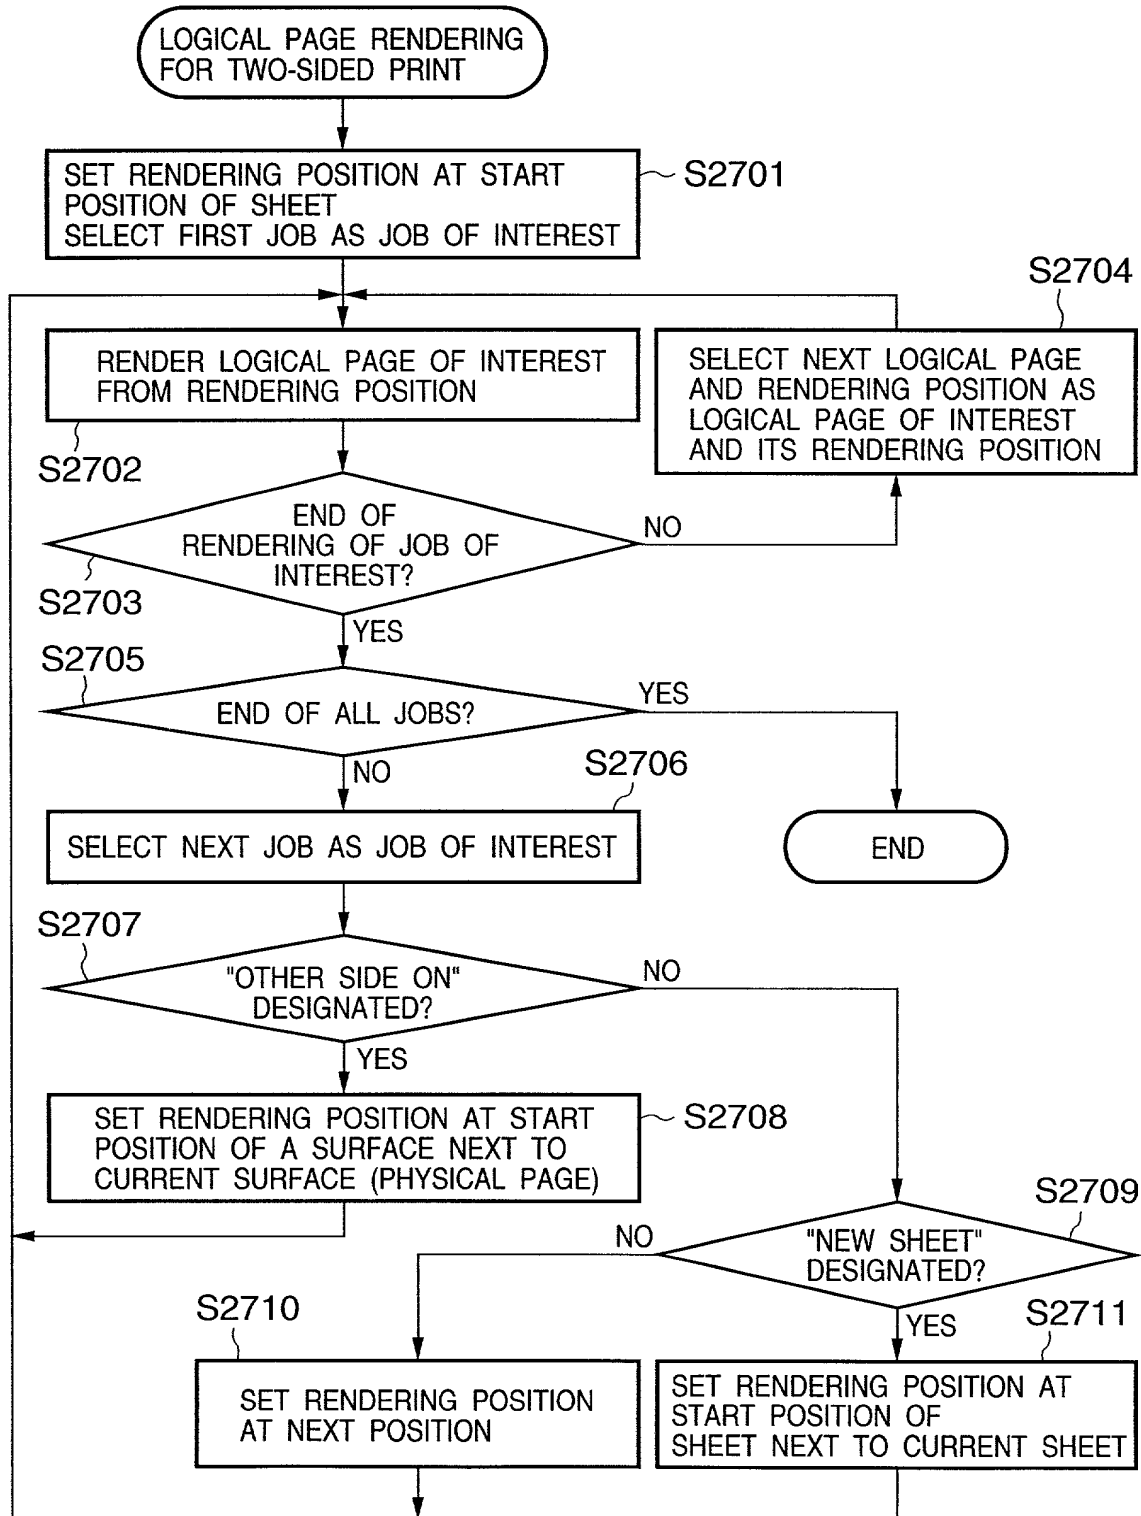 LOGICAL PAGE RENDERING
FOR TWO-SIDED PRINT
SET RENDERING POSITION AT START
POSITION OF SHEET
SELECT FIRST JOB AS JOB OF INTEREST
S2701
S2704
RENDER LOGICAL PAGE OF INTEREST
FROM RENDERING POSITION
S2702
SELECT NEXT LOGICAL PAGE
AND RENDERING POSITION AS
LOGICAL PAGE OF INTEREST
AND ITS RENDERING POSITION
END OF
RENDERING OF JOB OF
INTEREST?
NO
S2703
YES
S2705
END OF ALL JOBS?
YES
NO
S2706
SELECT NEXT JOB AS JOB OF INTEREST
END
S2707
"OTHER SIDE ON"
DESIGNATED?
NO
YES
SET RENDERING POSITION AT START
POSITION OF A SURFACE NEXT TO
CURRENT SURFACE (PHYSICAL PAGE)
S2708
S2709
NO
"NEW SHEET"
DESIGNATED?
S2710
YES
S2711
SET RENDERING POSITION
AT NEXT POSITION
SET RENDERING POSITION AT
START POSITION OF
SHEET NEXT TO CURRENT SHEET